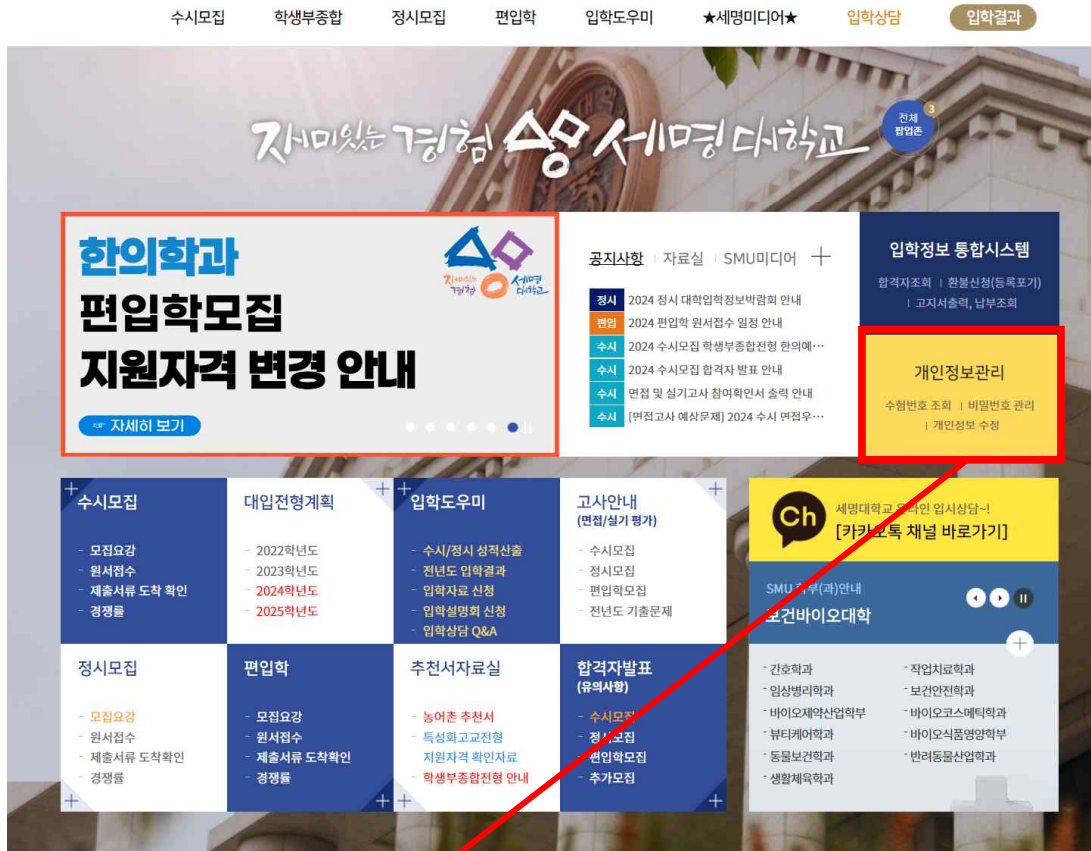 수시모집 학생부종합 정시모집 편입학 입학도우미 ★세명미디어★ 입학상담 입학결과
재미있는 경험 세명대학교
전체 3
팝업존
한의학과
편입학모집
지원자격 변경 안내
재미있는 경험 세명대학교
자세히 보기
공지사항 자료실 SMU미디어 +
정시 2024 정시 대학입학정보박람회 안내
편입 2024 편입학 원서접수 일정 안내
수시 2024 수시모집 학생부종합전형 한의예…
수시 2024 수시모집 합격자 발표 안내
수시 면접 및 실기고사 참여확인서 출력 안내
수시 [면접고사 예상문제] 2024 수시 면접우…
입학정보 통합시스템
합격자조회 | 환불신청(등록포기)
| 고지서출력, 납부조회
개인정보관리
수험번호 조회 | 비밀번호 관리
| 개인정보 수정
수시모집
- 모집요강
- 원서접수
- 제출서류 도착 확인
- 경쟁률
대입전형계획
- 2022학년도
- 2023학년도
- 2024학년도
- 2025학년도
입학도우미
- 수시/정시 성적산출
- 전년도 입학결과
- 입학자료 신청
- 입학설명회 신청
- 입학상담 Q&A
고사안내
(면접/실기 평가)
- 수시모집
- 정시모집
- 편입학모집
- 전년도 기출문제
Ch
세명대학교 온라인 입시상담~!
[카카오톡 채널 바로가기]
SMU 학부(과)안내
보건바이오대학
정시모집
- 모집요강
- 원서접수
- 제출서류 도착확인
- 경쟁률
편입학
- 모집요강
- 원서접수
- 제출서류 도착확인
- 경쟁률
추천서자료실
- 농어촌 추천서
- 특성화고교전형
지원자격 확인자료
- 학생부종합전형 안내
합격자발표
(유의사항)
- 수시모집
- 정시모집
- 편입학모집
- 추가모집
- 간호학과 - 작업치료학과
- 임상병리학과 - 보건안전학과
- 바이오제약산업학부 - 바이오코스메틱학과
- 뷰티케어학과 - 바이오식품영양학부
- 동물보건학과 - 반려동물산업학과
- 생활체육학과